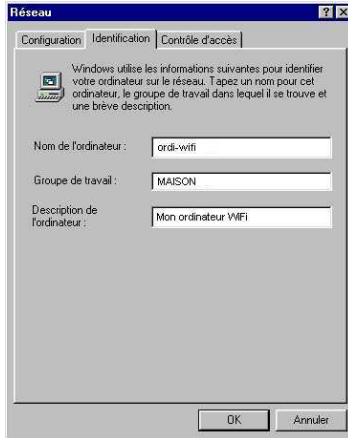 Réseau
Configuration Identification Contrôle d'accès
Windows utilise les informations suivantes pour identifier
votre ordinateur sur le réseau. Tapez un nom pour cet
ordinateur, le groupe de travail dans lequel il se trouve et
une brève description.
Nom de l'ordinateur : ordi-wifi
Groupe de travail : MAISON
Description de
l'ordinateur : Mon ordinateur WiFi
OK Annuler